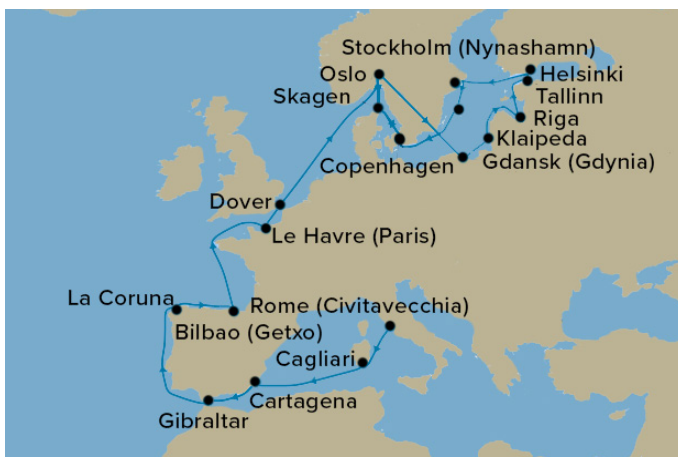 Stockholm (Nynashamn)
Oslo
Helsinki
Skagen
Tallinn
Riga
Klaipeda
Copenhagen
Gdansk (Gdynia)
Dover
Le Havre (Paris)
La Coruna
Rome (Civitavecchia)
Bilbao (Getxo)
Cagliari
Cartagena
Gibraltar